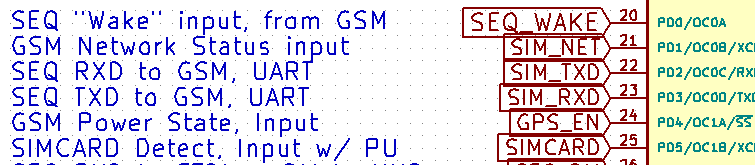 SEQ "Wake" input, from GSM SEQ_WAKE 20 PD0/OC0A
GSM Network Status input SIM_NET 21 PD1/OC0B/XC
SEQ RXD to GSM, UART SIM_TXD 22 PD2/OC0C/RX
SEQ TXD to GSM, UART SIM_RXD 23 PD3/OC0D/TX
GSM Power State, Input GPS_EN 24 PD4/OC1A/SS
SIMCARD Detect, Input w/ PU SIMCARD 25 PD5/OC1B/XC